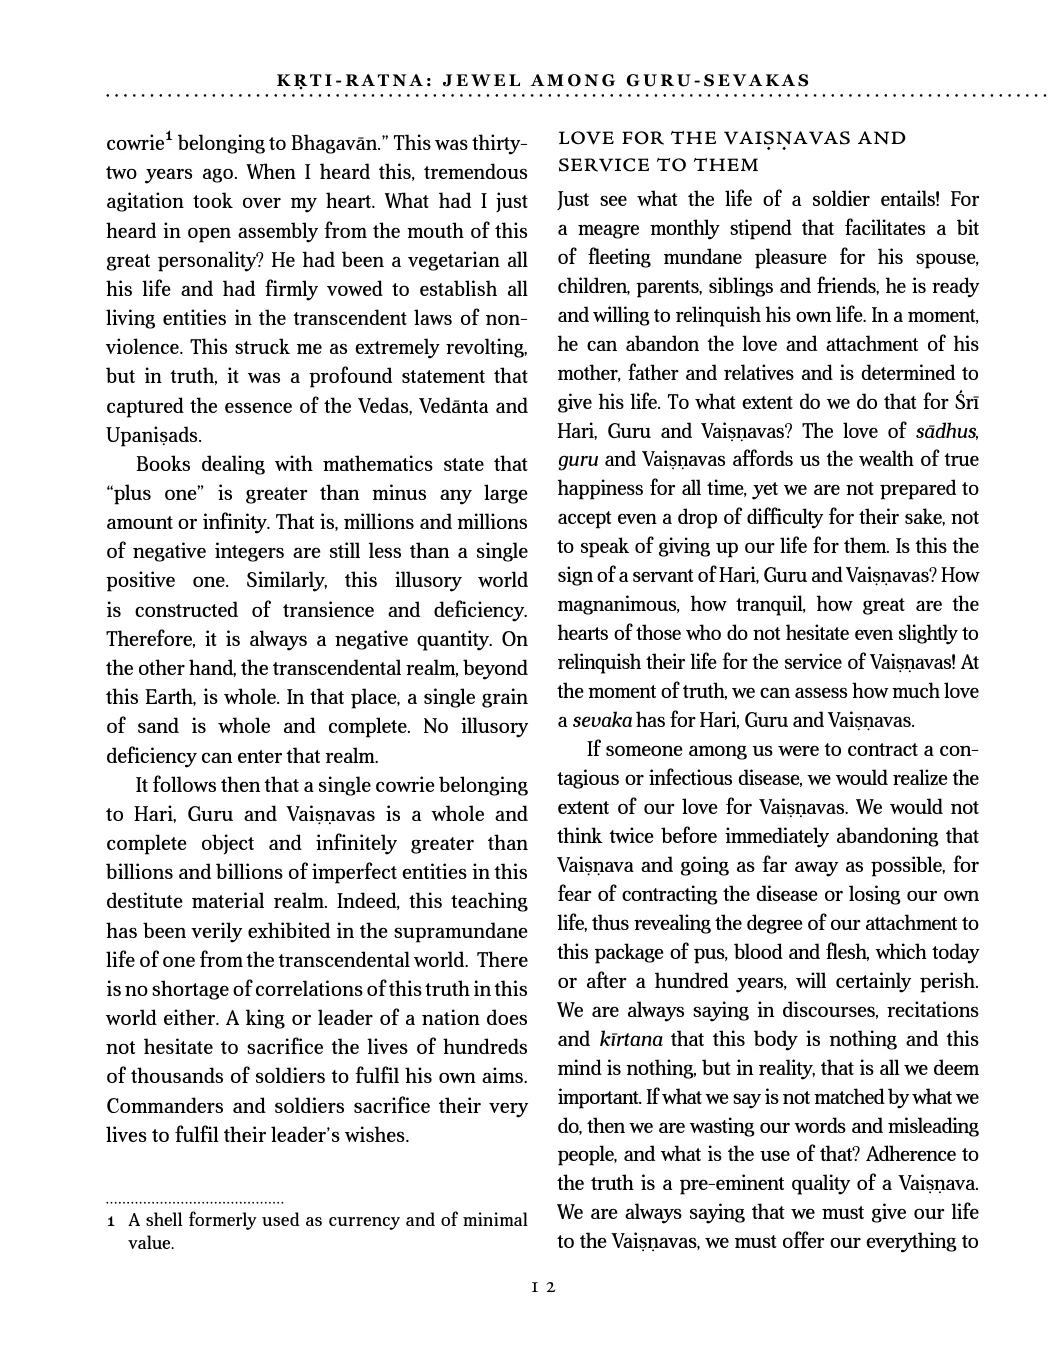 KṚTI-RATNA: JEWEL AMONG GURU-SEVAKAS
cowrie¹ belonging to Bhagavān.” This was thirty-
two years ago. When I heard this, tremendous
agitation took over my heart. What had I just
heard in open assembly from the mouth of this
great personality? He had been a vegetarian all
his life and had firmly vowed to establish all
living entities in the transcendent laws of non-
violence. This struck me as extremely revolting,
but in truth, it was a profound statement that
captured the essence of the Vedas, Vedānta and
Upaniṣads.
Books dealing with mathematics state that
“plus one” is greater than minus any large
amount or infinity. That is, millions and millions
of negative integers are still less than a single
positive one. Similarly, this illusory world
is constructed of transience and deficiency.
Therefore, it is always a negative quantity. On
the other hand, the transcendental realm, beyond
this Earth, is whole. In that place, a single grain
of sand is whole and complete. No illusory
deficiency can enter that realm.
It follows then that a single cowrie belonging
to Hari, Guru and Vaiṣṇavas is a whole and
complete object and infinitely greater than
billions and billions of imperfect entities in this
destitute material realm. Indeed, this teaching
has been verily exhibited in the supramundane
life of one from the transcendental world. There
is no shortage of correlations of this truth in this
world either. A king or leader of a nation does
not hesitate to sacrifice the lives of hundreds
of thousands of soldiers to fulfil his own aims.
Commanders and soldiers sacrifice their very
lives to fulfil their leader’s wishes.
1 A shell formerly used as currency and of minimal
value.
LOVE FOR THE VAIṢṆAVAS AND
SERVICE TO THEM
Just see what the life of a soldier entails! For
a meagre monthly stipend that facilitates a bit
of fleeting mundane pleasure for his spouse,
children, parents, siblings and friends, he is ready
and willing to relinquish his own life. In a moment,
he can abandon the love and attachment of his
mother, father and relatives and is determined to
give his life. To what extent do we do that for Śrī
Hari, Guru and Vaiṣṇavas? The love of sādhus,
guru and Vaiṣṇavas affords us the wealth of true
happiness for all time, yet we are not prepared to
accept even a drop of difficulty for their sake, not
to speak of giving up our life for them. Is this the
sign of a servant of Hari, Guru and Vaiṣṇavas? How
magnanimous, how tranquil, how great are the
hearts of those who do not hesitate even slightly to
relinquish their life for the service of Vaiṣṇavas! At
the moment of truth, we can assess how much love
a sevaka has for Hari, Guru and Vaiṣṇavas.
If someone among us were to contract a con-
tagious or infectious disease, we would realize the
extent of our love for Vaiṣṇavas. We would not
think twice before immediately abandoning that
Vaiṣṇava and going as far away as possible, for
fear of contracting the disease or losing our own
life, thus revealing the degree of our attachment to
this package of pus, blood and flesh, which today
or after a hundred years, will certainly perish.
We are always saying in discourses, recitations
and kīrtana that this body is nothing and this
mind is nothing, but in reality, that is all we deem
important. If what we say is not matched by what we
do, then we are wasting our words and misleading
people, and what is the use of that? Adherence to
the truth is a pre-eminent quality of a Vaiṣṇava.
We are always saying that we must give our life
to the Vaiṣṇavas, we must offer our everything to
12